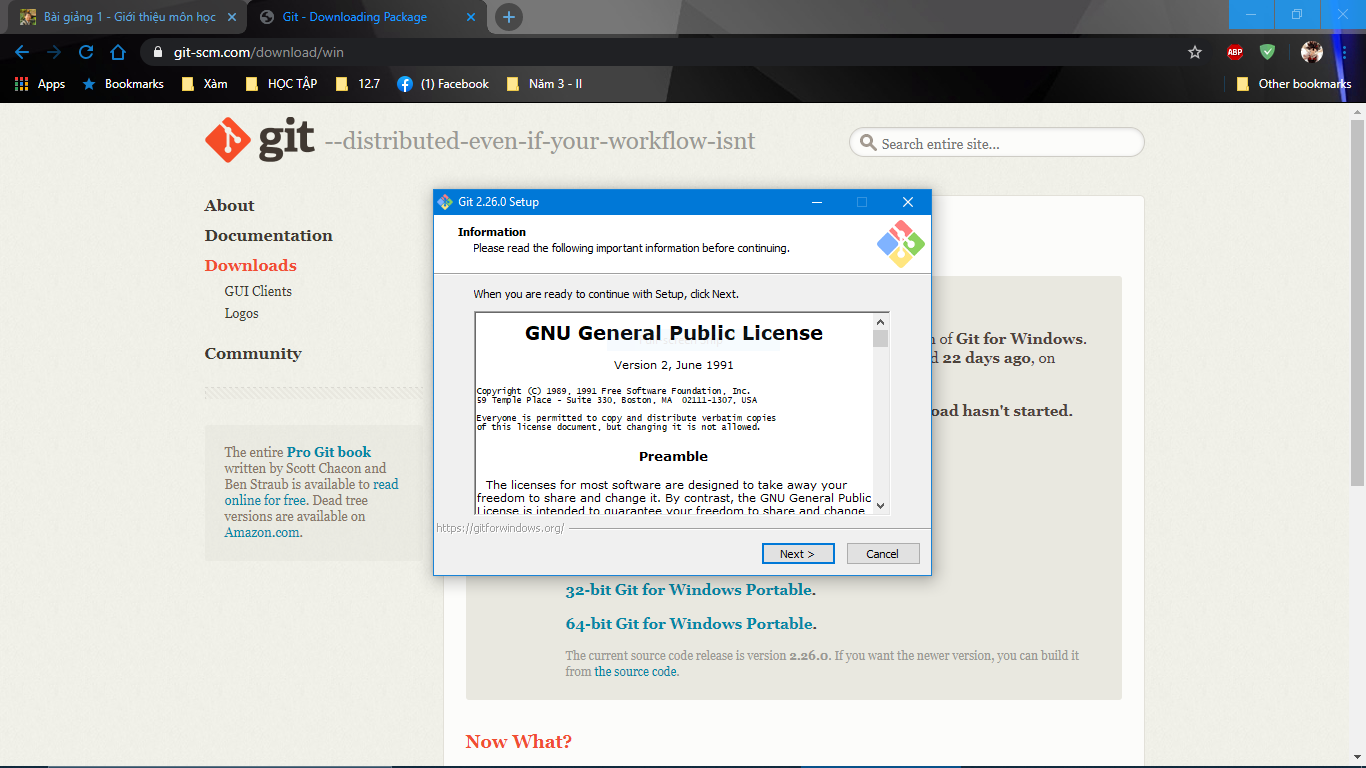 Bài giảng 1 - Giới thiệu môn học
Git - Downloading Package
git-scm.com/download/win
ABP
Apps
Bookmarks
Xàm
HỌC TẬP
12.7
(1) Facebook
Năm 3 - II
Other bookmarks
git --distributed-even-if-your-workflow-isnt
Search entire site...
About
Documentation
Downloads
GUI Clients
Logos
Community
The entire Pro Git book
written by Scott Chacon and
Ben Straub is available to read
online for free. Dead tree
versions are available on
Amazon.com.
Git 2.26.0 Setup
Information
Please read the following important information before continuing.
When you are ready to continue with Setup, click Next.
GNU General Public License
Version 2, June 1991
Copyright (C) 1989, 1991 Free Software Foundation, Inc.
59 Temple Place - Suite 330, Boston, MA  02111-1307, USA
Everyone is permitted to copy and distribute verbatim copies
of this license document, but changing it is not allowed.
Preamble
The licenses for most software are designed to take away your
freedom to share and change it. By contrast, the GNU General Public
License is intended to guarantee your freedom to share and change
https://gitforwindows.org/
Next >
Cancel
of Git for Windows.
22 days ago, on
hasn't started.
32-bit Git for Windows Portable.
64-bit Git for Windows Portable.
The current source code release is version 2.26.0. If you want the newer version, you can build it
from the source code.
Now What?